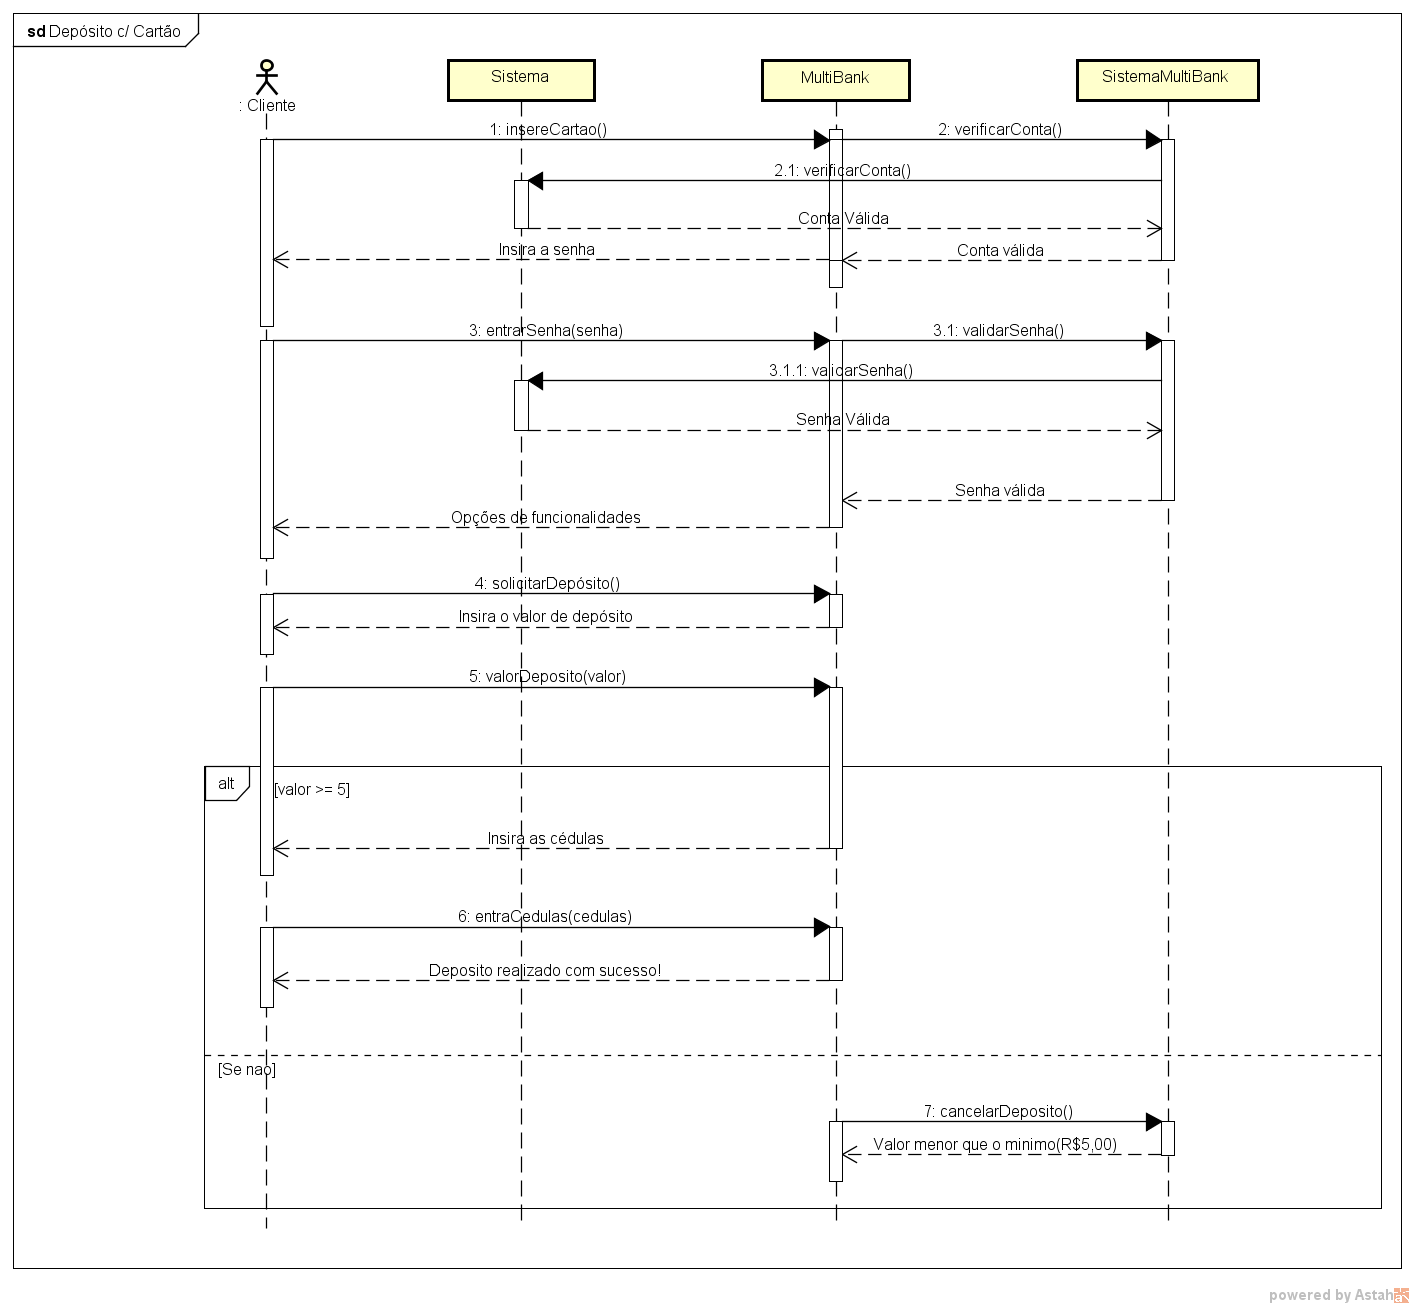 sd Depósito c/ Cartão
: Cliente
Sistema
MultiBank
SistemaMultiBank
1: insereCartao()
2: verificarConta()
2.1: verificarConta()
Conta Válida
Insira a senha
Conta válida
3: entrarSenha(senha)
3.1: validarSenha()
3.1.1: validarSenha()
Senha Válida
Senha válida
Opções de funcionalidades
4: solicitarDepósito()
Insira o valor de depósito
5: valorDeposito(valor)
alt
[valor >= 5]
Insira as cédulas
6: entraCedulas(cedulas)
Deposito realizado com sucesso!
[Se nao]
7: cancelarDeposito()
Valor menor que o minimo(R$5,00)
powered by Astah